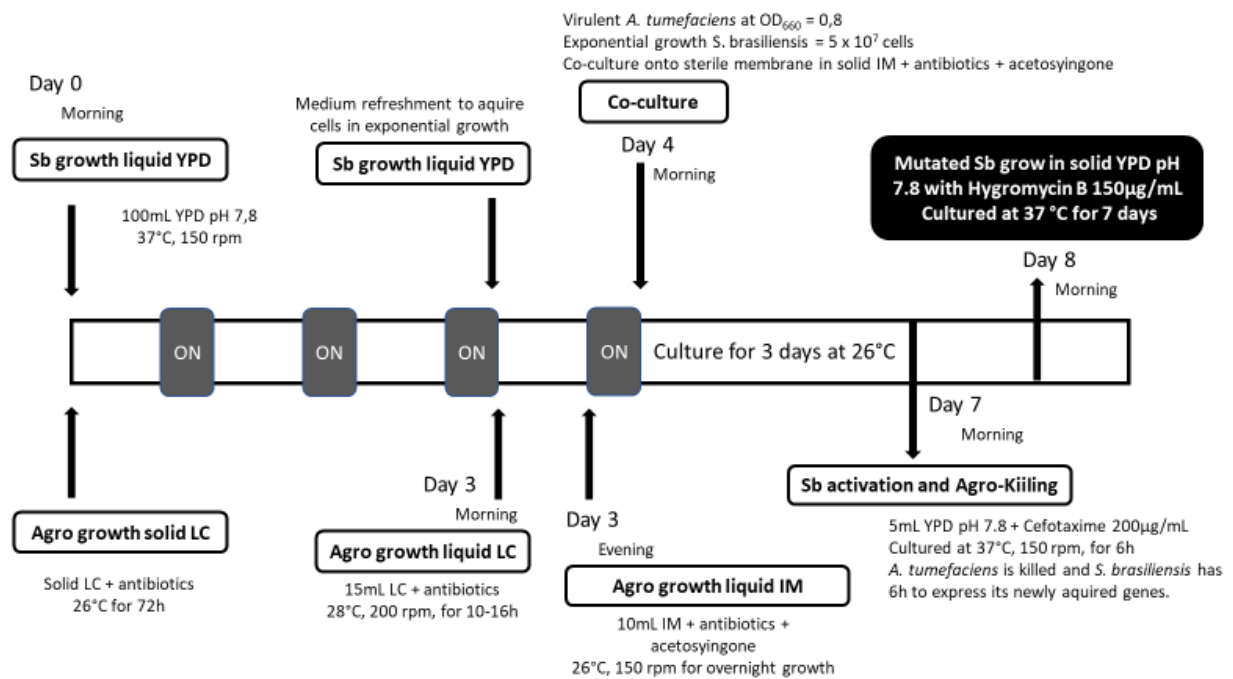 Virulent A. tumefaciens at OD660 = 0,8
Exponential growth S. brasiliensis = 5 x 10⁷ cells
Co-culture onto sterile membrane in solid IM + antibiotics + acetosyingone
Co-culture
Day 4
Morning
Day 0
Morning
Sb growth liquid YPD
100mL YPD pH 7,8
37°C, 150 rpm
Medium refreshment to aquire
cells in exponential growth
Sb growth liquid YPD
Mutated Sb grow in solid YPD pH
7.8 with Hygromycin B 150µg/mL
Cultured at 37 °C for 7 days
Day 8
Morning
ON
ON
ON
ON
Culture for 3 days at 26°C
Day 7
Morning
Sb activation and Agro-Kiiling
5mL YPD pH 7.8 + Cefotaxime 200µg/mL
Cultured at 37°C, 150 rpm, for 6h
A. tumefaciens is killed and S. brasiliensis has
6h to express its newly aquired genes.
Agro growth solid LC
Solid LC + antibiotics
26°C for 72h
Day 3
Morning
Agro growth liquid LC
15mL LC + antibiotics
28°C, 200 rpm, for 10-16h
Day 3
Evening
Agro growth liquid IM
10mL IM + antibiotics +
acetosyingone
26°C, 150 rpm for overnight growth